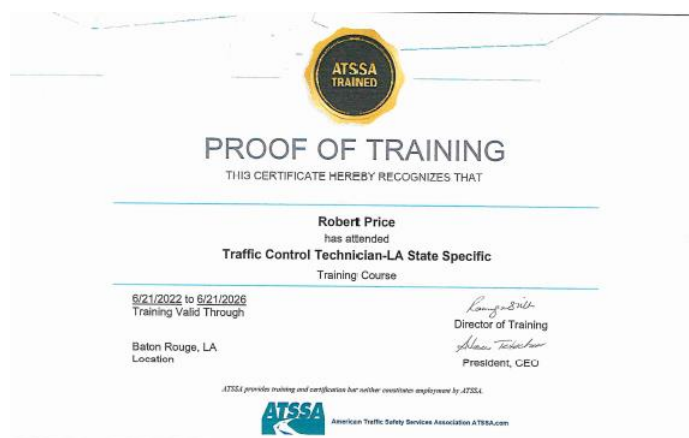 ATSSA
TRAINED
PROOF OF TRAINING
THIS CERTIFICATE HEREBY RECOGNIZES THAT
Robert Price
has attended
Traffic Control Technician-LA State Specific
Training Course
6/21/2022 to 6/21/2026
Training Valid Through
Director of Training
Baton Rouge, LA
Location
President, CEO
ATSSA provides training and certification but neither constitutes employment by ATSSA.
ATSSA
American Traffic Safety Services Association ATSSA.com